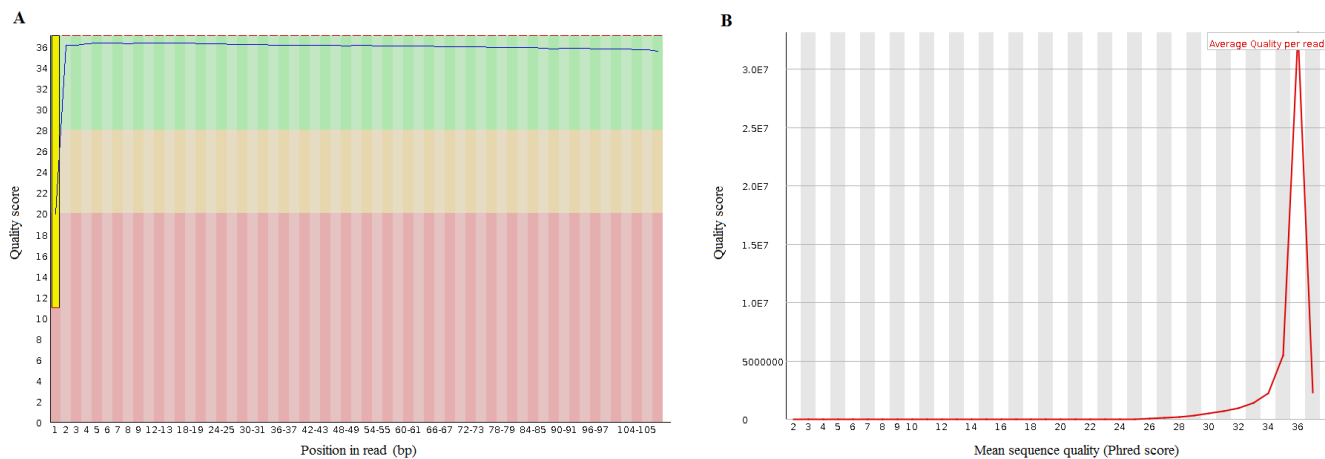 A
36
34
32
30
28
26
24
22
20
18
16
14
12
10
8
6
4
2
0
Quality score
1 2 3 4 5 6 7 8 9 12-13 18-19 24-25 30-31 36-37 42-43 48-49 54-55 60-61 66-67 72-73 78-79 84-85 90-91 96-97 104-105
Position in read (bp)
B
Average Quality per read
3.0E7
2.5E7
2.0E7
1.5E7
1.0E7
5000000
0
Quality score
2 3 4 5 6 7 8 9 10 12 14 16 18 20 22 24 26 28 30 32 34 36
Mean sequence quality (Phred score)